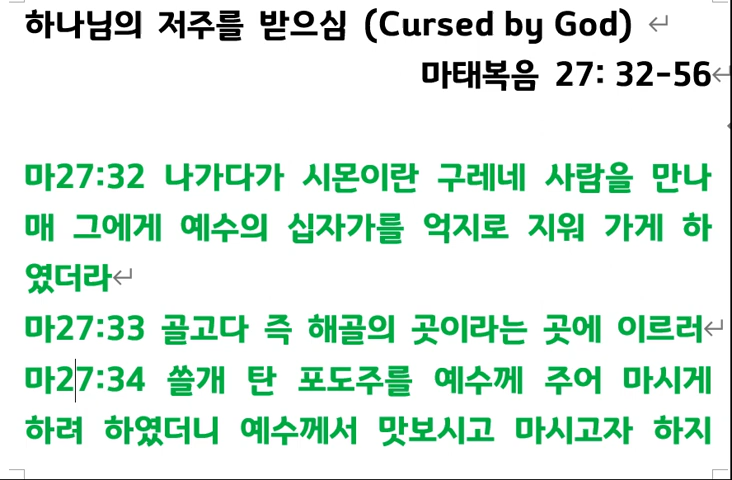 하나님의 저주를 받으심 (Cursed by God)
마태복음 27: 32-56
마27:32 나가다가 시몬이란 구레네 사람을 만나
매 그에게 예수의 십자가를 억지로 지워 가게 하
였더라
마27:33 골고다 즉 해골의 곳이라는 곳에 이르러
마27:34 쓸개 탄 포도주를 예수께 주어 마시게
하려 하였더니 예수께서 맛보시고 마시고자 하지